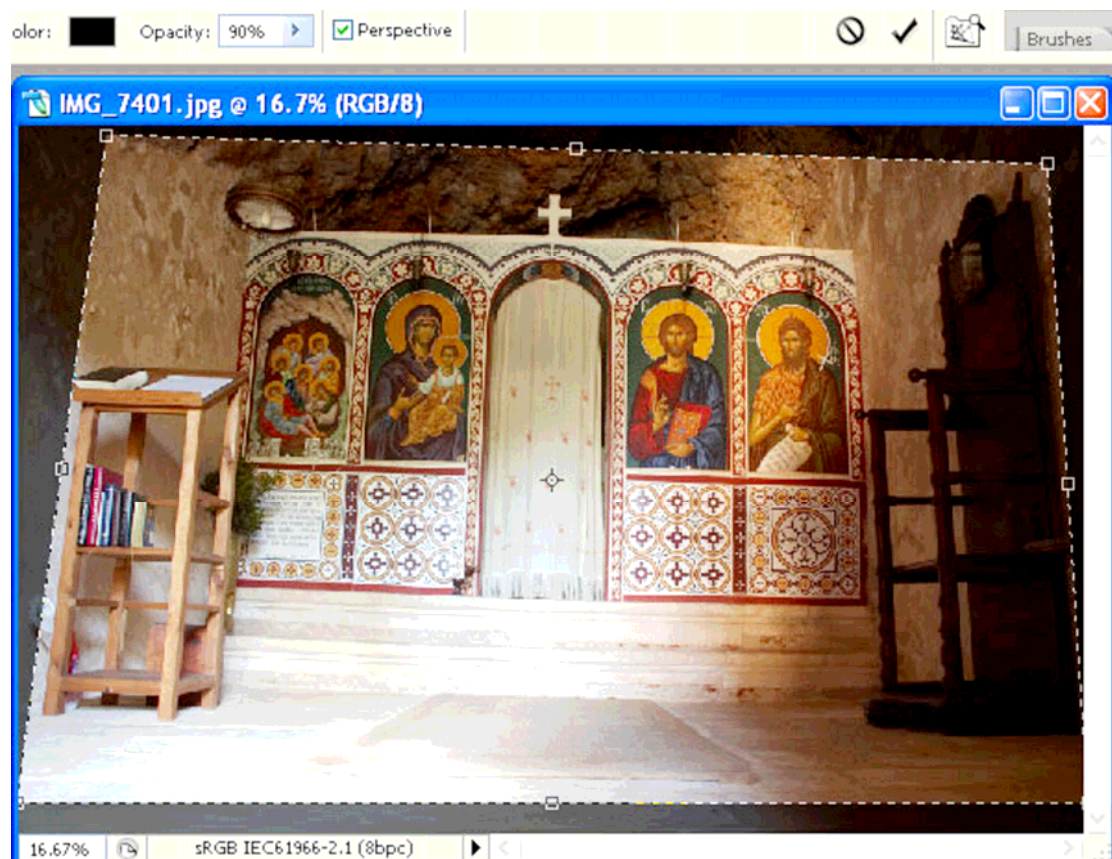 olor: Opacity: 90% Perspective Brushes
IMG_7401.jpg @ 16.7% (RGB/8)
16.67% sRGB IEC61966-2.1 (8bpc)